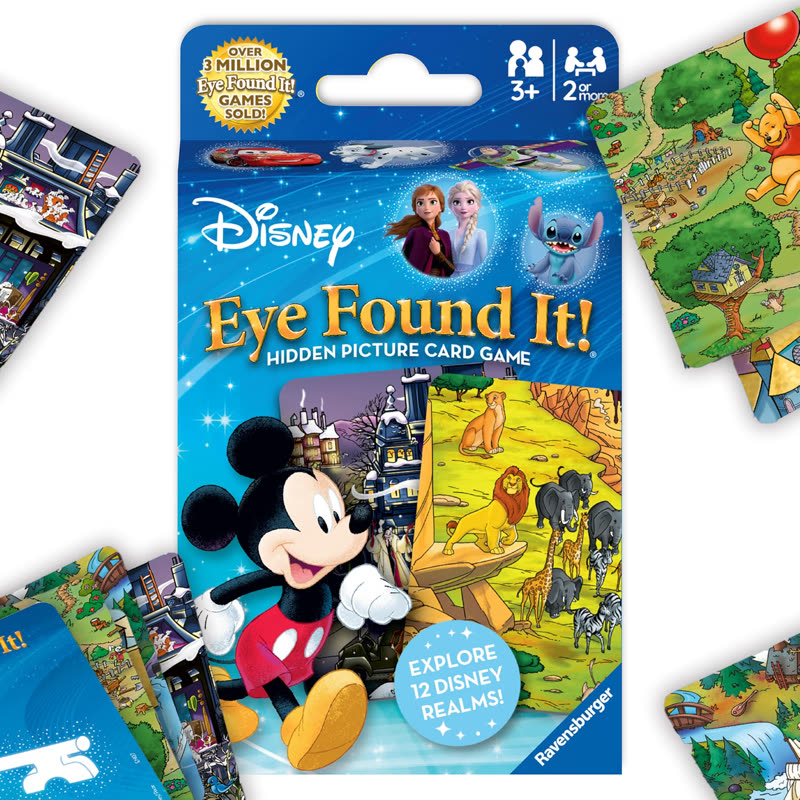 OVER
3 MILLION
Eye Found It!
GAMES
SOLD!
®
3+
2 or more
Disney
Eye Found It!
®
HIDDEN PICTURE CARD GAME
EXPLORE
12 DISNEY
REALMS!
Ravensburger
It!